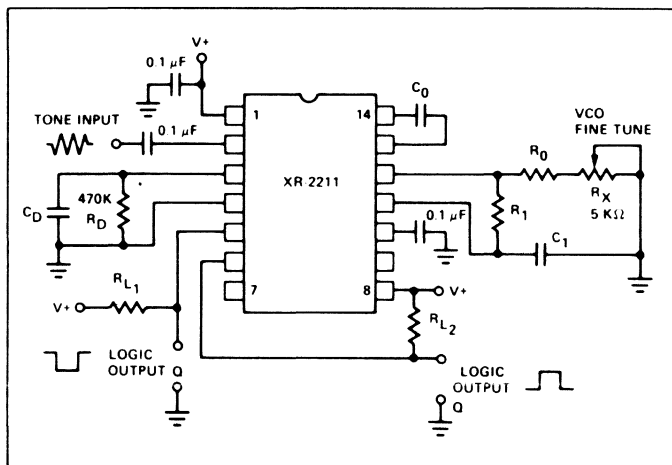 V+
0.1 μF
C0
1
14
TONE INPUT
0.1 μF
VCO
FINE TUNE
R0
XR-2211
470K
RD
CD
R1
RX
5 KΩ
0.1 μF
C1
RL1
7
8
V+
V+
RL2
LOGIC
OUTPUT
Q
LOGIC
OUTPUT
Q